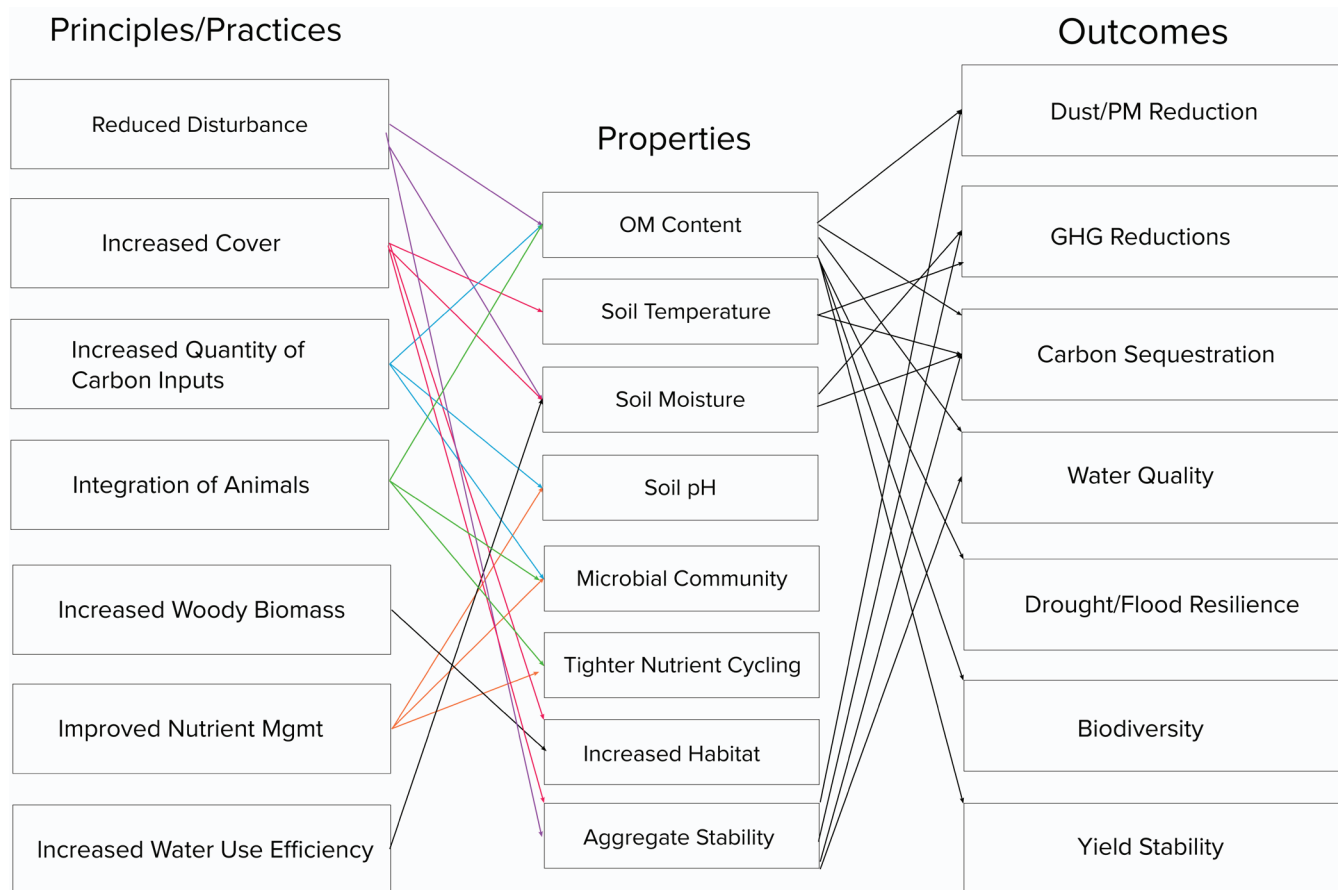 Principles/Practices
Reduced Disturbance
Increased Cover
Increased Quantity of
Carbon Inputs
Integration of Animals
Increased Woody Biomass
Improved Nutrient Mgmt
Increased Water Use Efficiency
Properties
OM Content
Soil Temperature
Soil Moisture
Soil pH
Microbial Community
Tighter Nutrient Cycling
Increased Habitat
Aggregate Stability
Outcomes
Dust/PM Reduction
GHG Reductions
Carbon Sequestration
Water Quality
Drought/Flood Resilience
Biodiversity
Yield Stability